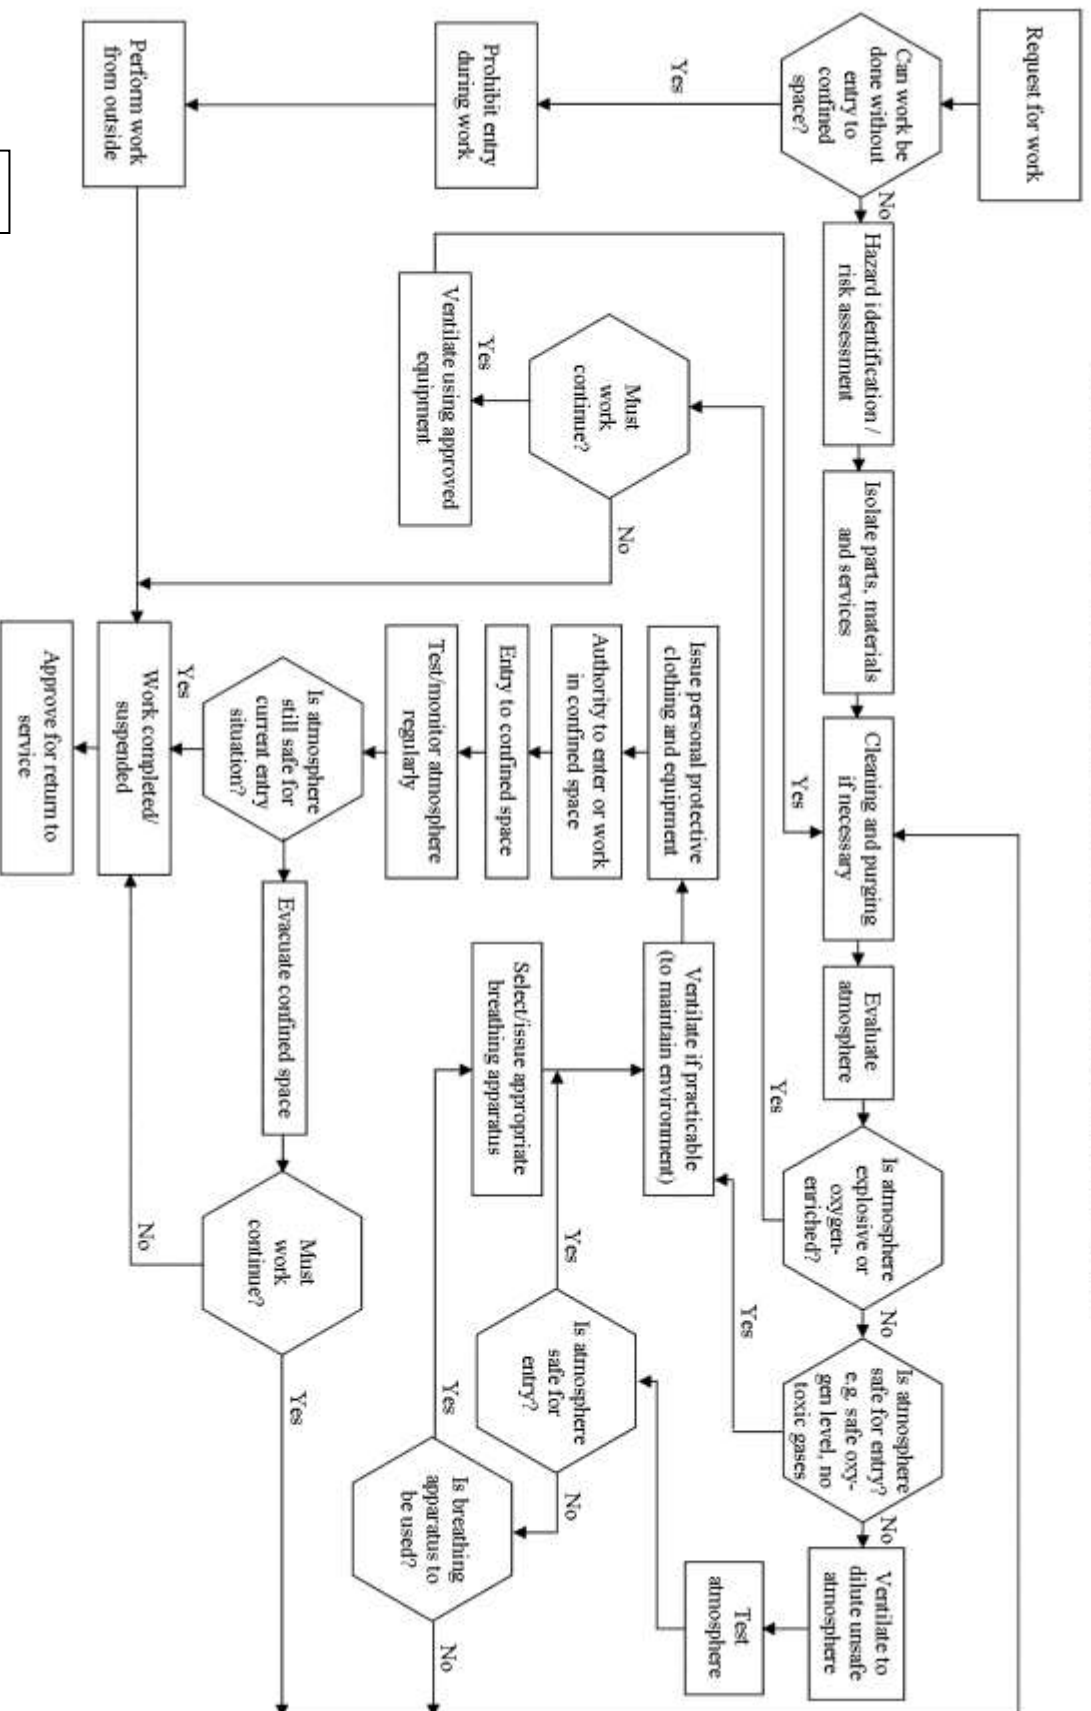 Request for work
Can work be
done without
entry to
confined
space?
No
Hazard identification /
risk assessment
Isolate parts, materials
and services
Cleaning and purging
if necessary
Evaluate
atmosphere
Is atmosphere
explosive or
oxygen-
enriched?
No
Is atmosphere
safe for entry?
e.g. safe oxy-
gen level, no
toxic gases
No
Ventilate to
dilute unsafe
atmosphere
Yes
Yes
Yes
Yes
Test
atmosphere
Prohibit entry
during work
Must
work
continue?
No
Yes
Ventilate using approved
equipment
Issue personal protective
clothing and equipment
Authority to enter or work
in confined space
Entry to confined space
Test/monitor atmosphere
regularly
Ventilate if practicable
(to maintain environment)
Select/issue appropriate
breathing apparatus
Yes
Is atmosphere
safe for
entry?
No
Yes
Is breathing
apparatus to
be used?
No
Perform work
from outside
Is atmosphere
still safe for
current entry
situation?
Yes
Evacuate confined space
Must
work
continue?
Yes
No
Work completed/
suspended
Approve for return to
service